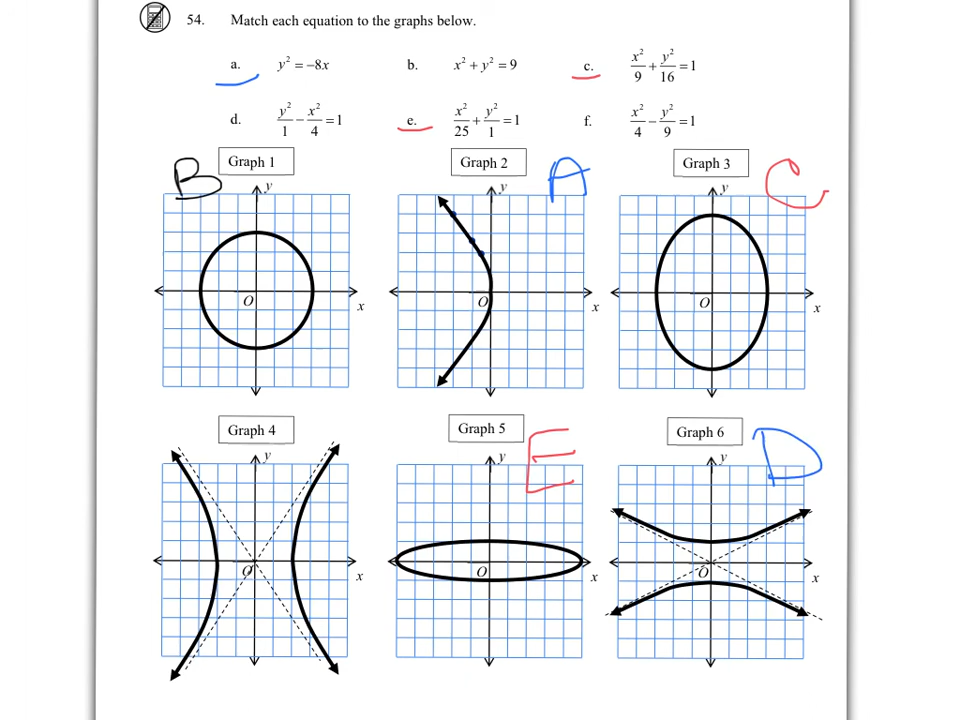 54. Match each equation to the graphs below.
a. y² = −8x b. x² + y² = 9 c. x²/9 + y²/16 = 1
d. y²/1 − x²/4 = 1 e. x²/25 + y²/1 = 1 f. x²/4 − y²/9 = 1
B Graph 1 Graph 2 A Graph 3 C
y y y
O x O x O x
Graph 4 Graph 5 E Graph 6 D
y y y
O x O x O x